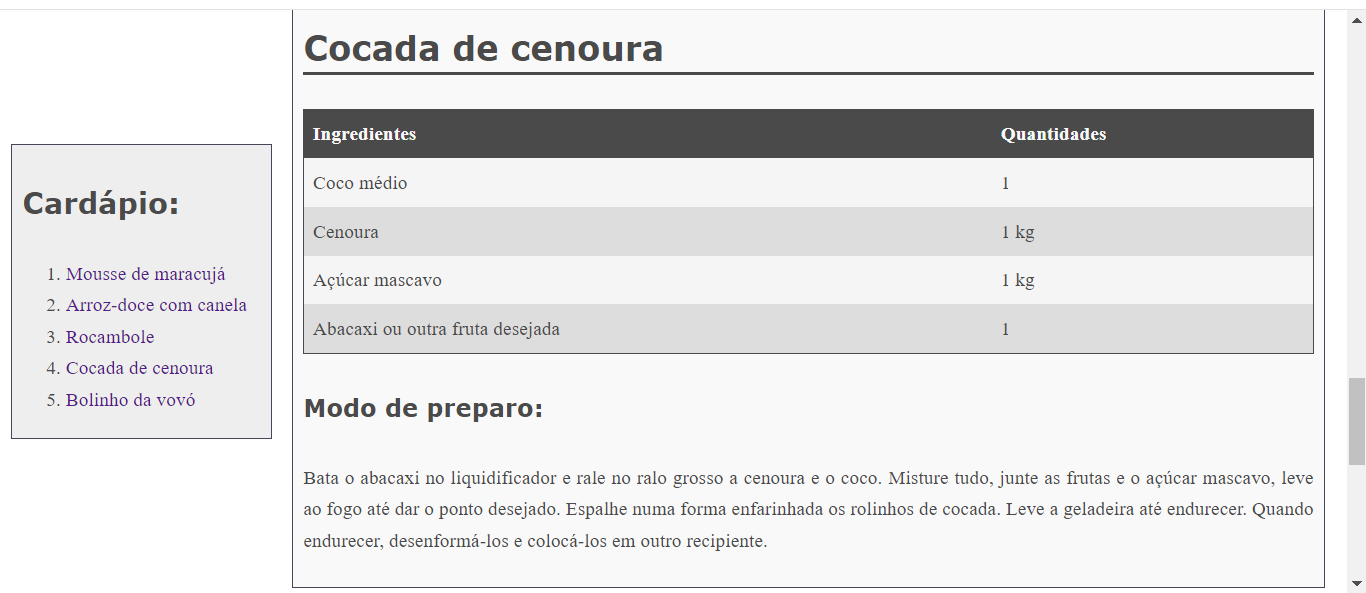 Cardápio:
1. Mousse de maracujá
2. Arroz-doce com canela
3. Rocambole
4. Cocada de cenoura
5. Bolinho da vovó
Cocada de cenoura
Ingredientes Quantidades
Coco médio 1
Cenoura 1 kg
Açúcar mascavo 1 kg
Abacaxi ou outra fruta desejada 1
Modo de preparo:
Bata o abacaxi no liquidificador e rale no ralo grosso a cenoura e o coco. Misture tudo, junte as frutas e o açúcar mascavo, leve
ao fogo até dar o ponto desejado. Espalhe numa forma enfarinhada os rolinhos de cocada. Leve a geladeira até endurecer. Quando
endurecer, desenformá-los e colocá-los em outro recipiente.